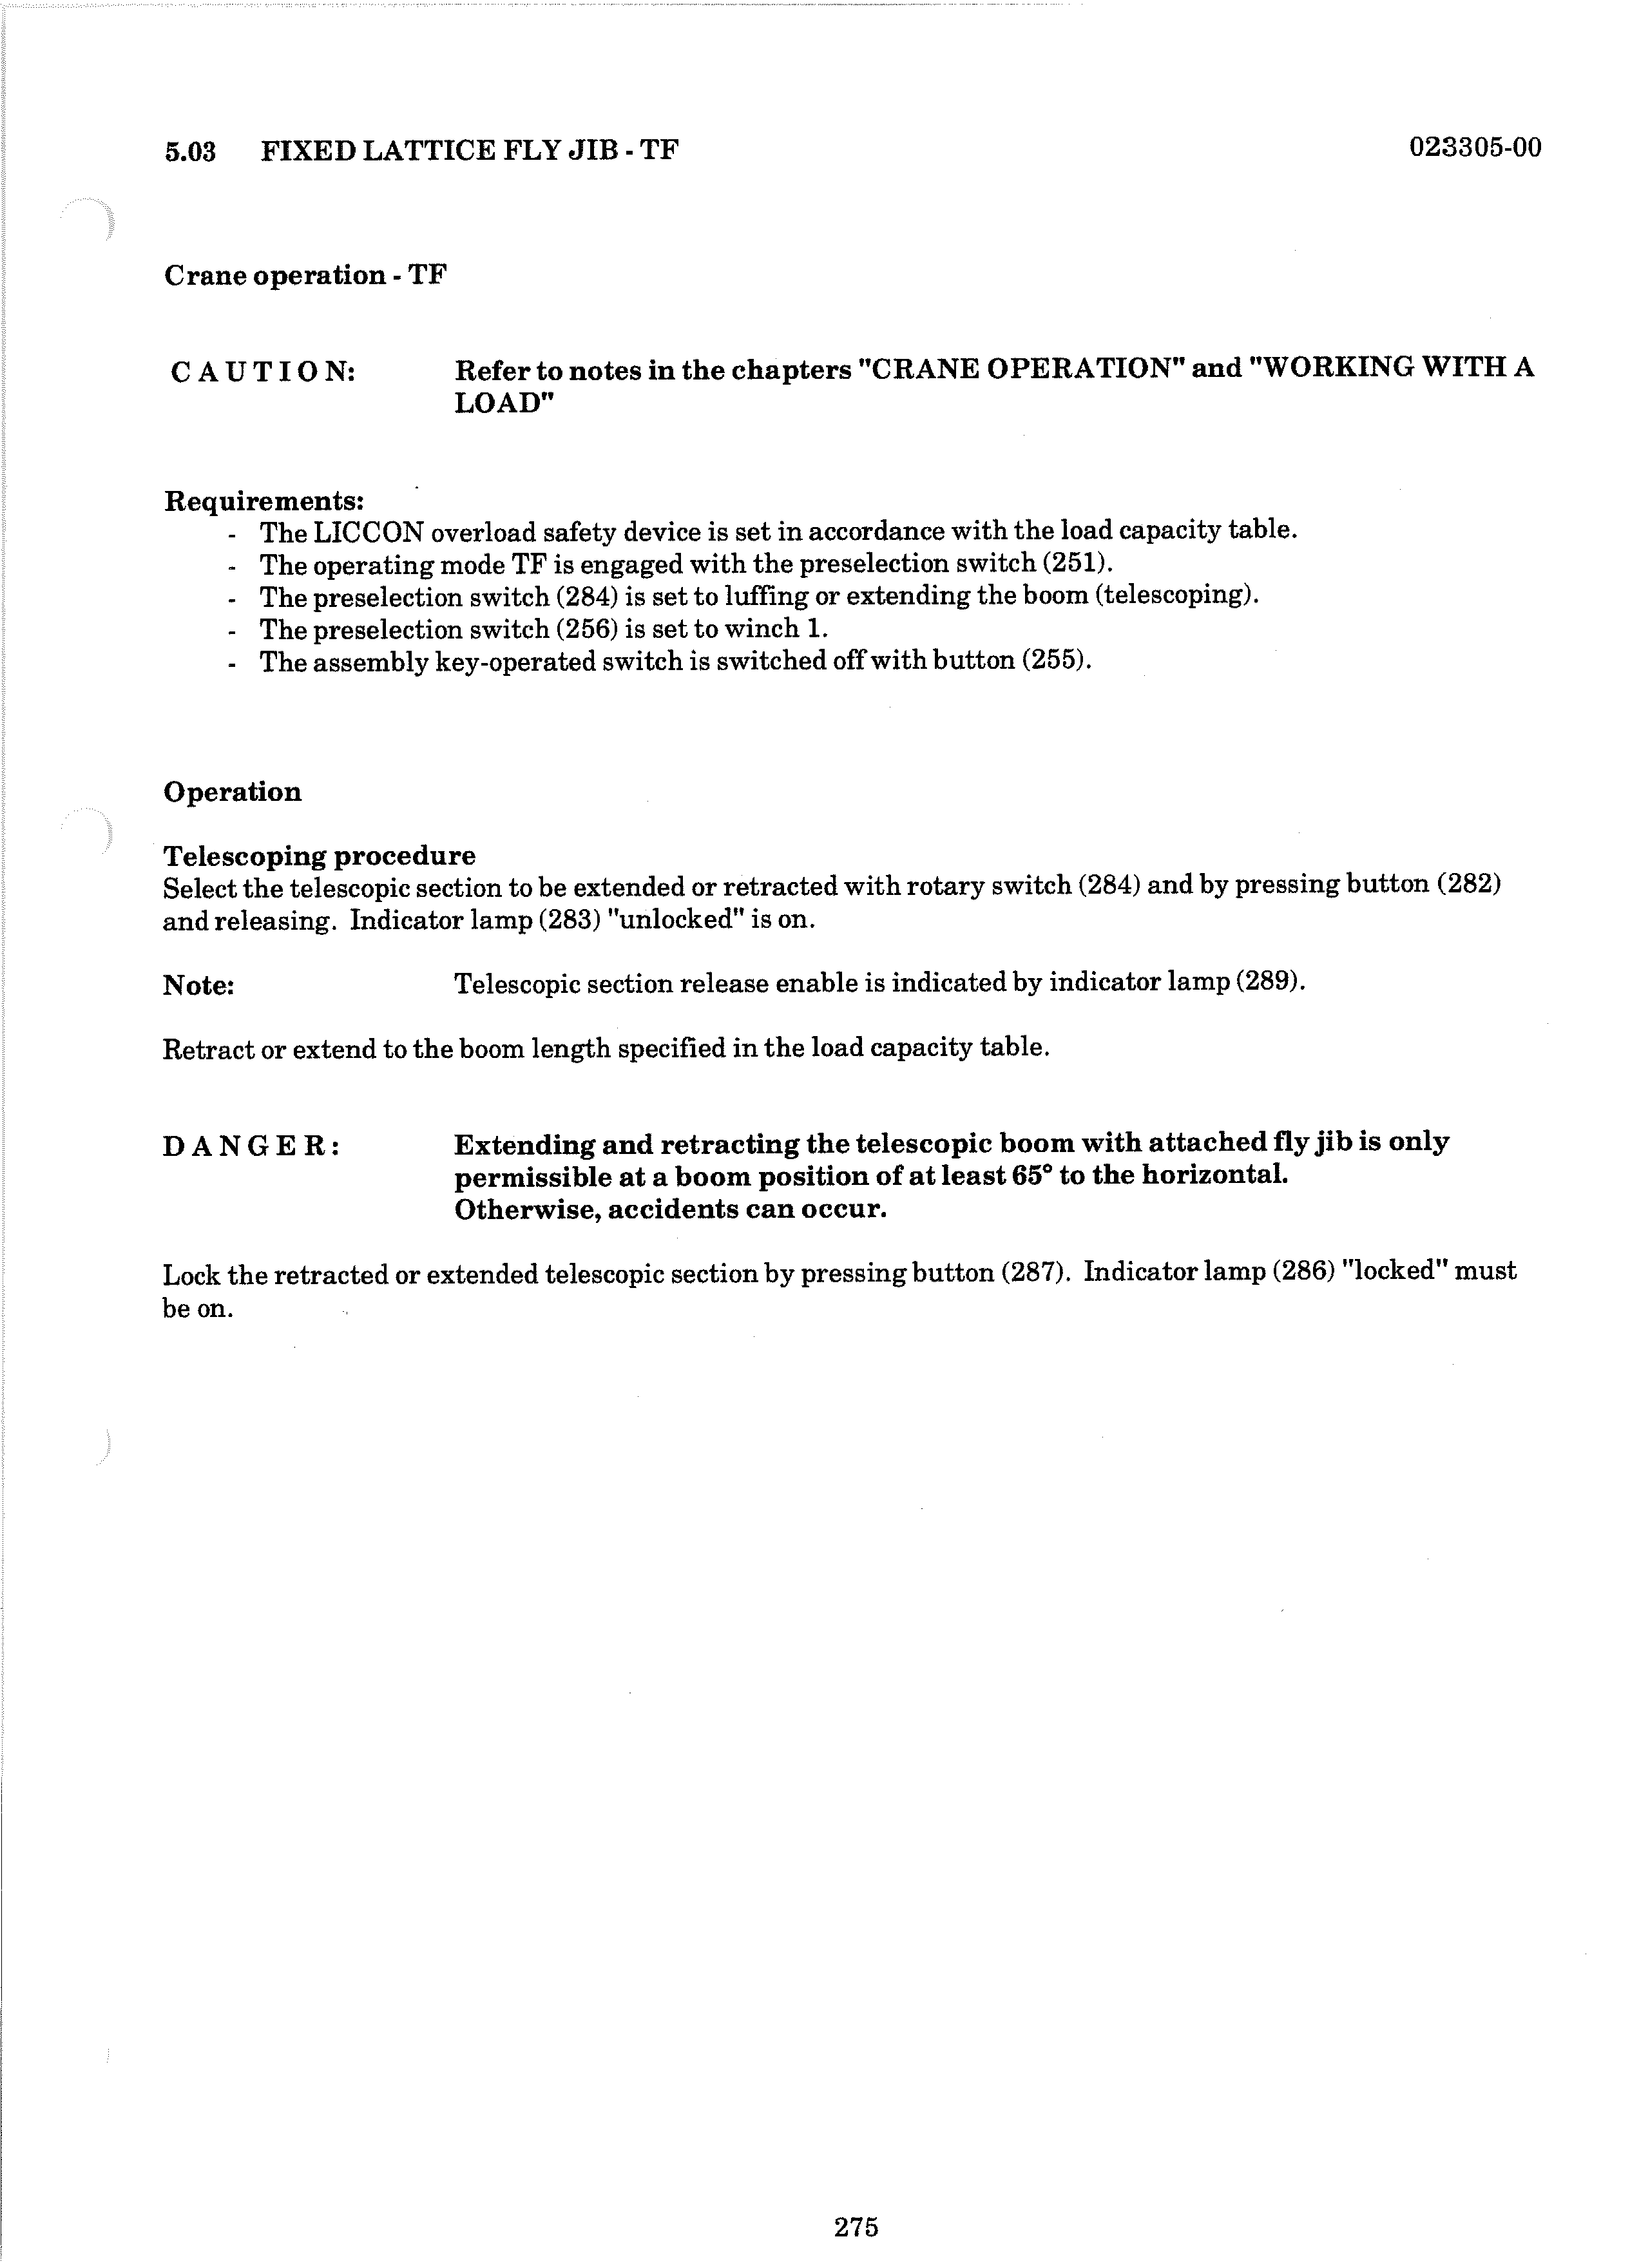 5.03 FIXED LATTICE FLY JIB - TF 023305-00
Crane operation - TF
C A U T I O N: Refer to notes in the chapters "CRANE OPERATION" and "WORKING WITH A
LOAD"
Requirements:
- The LICCON overload safety device is set in accordance with the load capacity table.
- The operating mode TF is engaged with the preselection switch (251).
- The preselection switch (284) is set to luffing or extending the boom (telescoping).
- The preselection switch (256) is set to winch 1.
- The assembly key-operated switch is switched off with button (255).
Operation
Telescoping procedure
Select the telescopic section to be extended or retracted with rotary switch (284) and by pressing button (282)
and releasing. Indicator lamp (283) "unlocked" is on.
Note: Telescopic section release enable is indicated by indicator lamp (289).
Retract or extend to the boom length specified in the load capacity table.
D A N G E R: Extending and retracting the telescopic boom with attached fly jib is only
permissible at a boom position of at least 65° to the horizontal.
Otherwise, accidents can occur.
Lock the retracted or extended telescopic section by pressing button (287). Indicator lamp (286) "locked" must
be on.
275